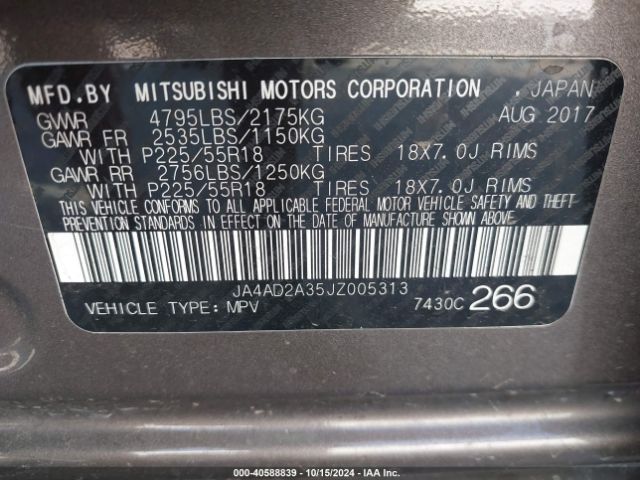 MFD.BY MITSUBISHI MOTORS CORPORATION . JAPAN
GVWR 4795LBS/2175KG AUG 2017
GAWR FR 2535LBS/1150KG
WITH P225/55R18 TIRES 18X7.0J RIMS
GAWR RR 2756LBS/1250KG
WITH P225/55R18 TIRES 18X7.0J RIMS
THIS VEHICLE CONFORMS TO ALL APPLICABLE FEDERAL MOTOR VEHICLE SAFETY AND THEFT
PREVENTION STANDARDS IN EFFECT ON THE DATE OF MANUFACTURE SHOWN ABOVE.
JA4AD2A35JZ005313
VEHICLE TYPE: MPV 7430C 266
000-40588839 - 10/15/2024 - IAA Inc.